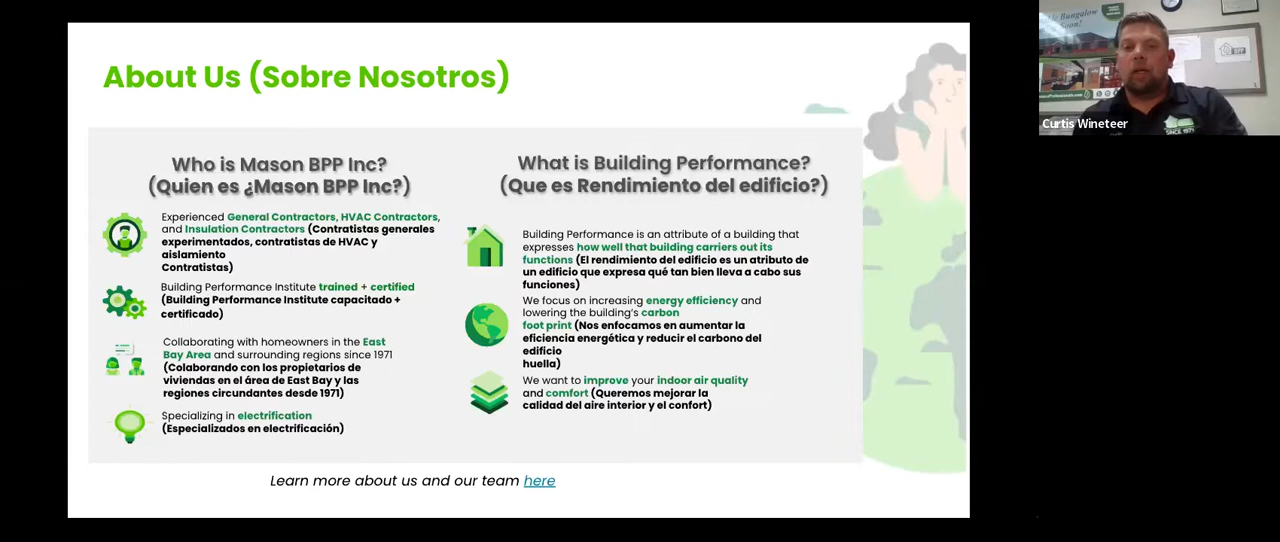 About Us (Sobre Nosotros)
Who is Mason BPP Inc?
(Quien es ¿Mason BPP Inc?)
Experienced General Contractors, HVAC Contractors,
and Insulation Contractors (Contratistas generales
experimentados, contratistas de HVAC y
aislamiento
Contratistas)
Building Performance Institute trained + certified
(Building Performance Institute capacitado +
certificado)
Collaborating with homeowners in the East
Bay Area and surrounding regions since 1971
(Colaborando con los propietarios de
viviendas en el área de East Bay y las
regiones circundantes desde 1971)
Specializing in electrification
(Especializados en electrificación)
What is Building Performance?
(Que es Rendimiento del edificio?)
Building Performance is an attribute of a building that
expresses how well that building carriers out its
functions (El rendimiento del edificio es un atributo de
un edificio que expresa qué tan bien lleva a cabo sus
funciones)
We focus on increasing energy efficiency and
lowering the building's carbon
foot print (Nos enfocamos en aumentar la
eficiencia energética y reducir el carbono del
edificio
huella)
We want to improve your indoor air quality
and comfort (Queremos mejorar la
calidad del aire interior y el confort)
Learn more about us and our team here
Bungalow
Soon!
BPP
SINCE 1971
Curtis Wineteer